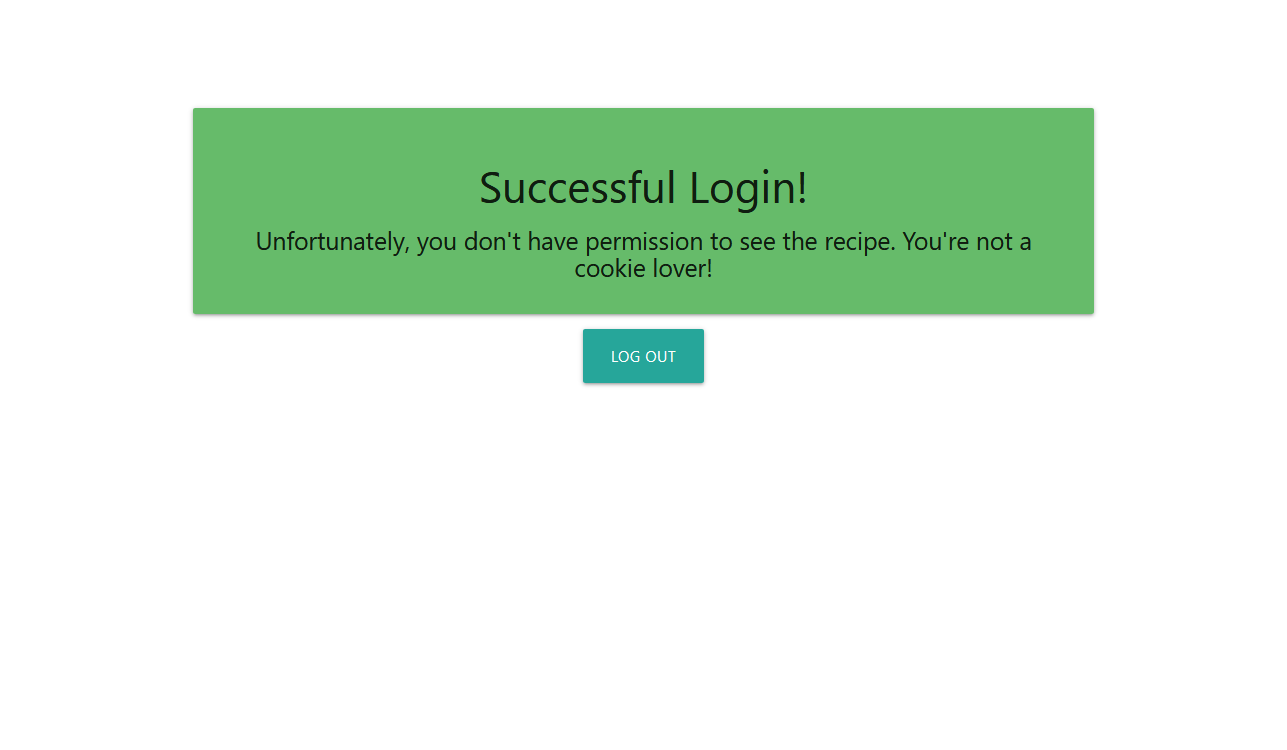 Successful Login!
Unfortunately, you don't have permission to see the recipe. You're not a
cookie lover!
LOG OUT